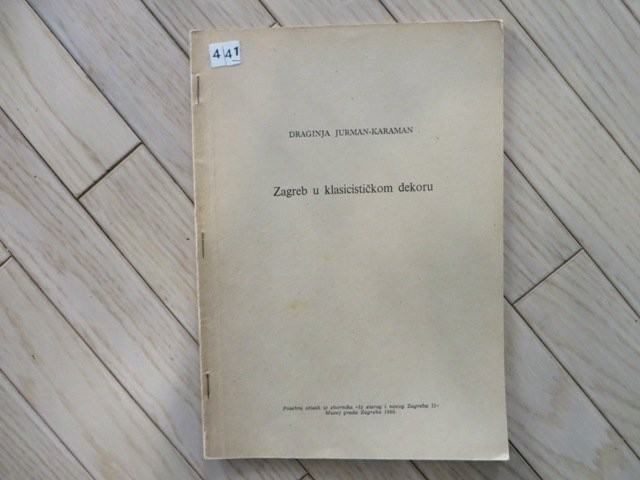 441
DRAGINJA JURMAN-KARAMAN
Zagreb u klasicističkom dekoru
Posebni otisak iz zbornika »Iz starog i novog Zagreba II«
Muzej grada Zagreba 1960.